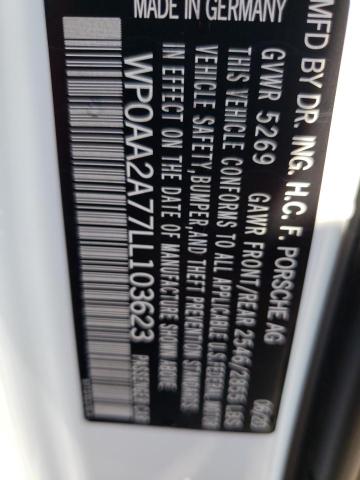 MFD BY DR. ING. H.C. F. PORSCHE AG
GVWR 5269 GAWR FRONT/REAR 2546/2855 LBS
THIS VEHICLE CONFORMS TO ALL APPLICABLE U.S. FEDERAL MOTOR
VEHICLE SAFETY, BUMPER, AND THEFT PREVENTION STANDARDS
IN EFFECT ON THE DATE OF MANUFACTURE SHOWN ABOVE
06/20
WP0AA2A77LL103623
PASSENGER CAR
MADE IN GERMANY